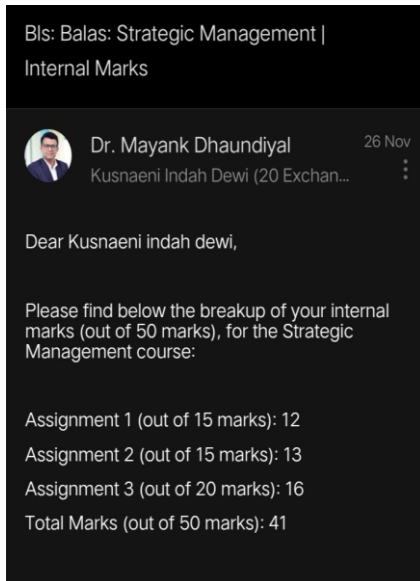 Bls: Balas: Strategic Management |
Internal Marks
Dr. Mayank Dhaundiyal
26 Nov
Kusnaeni Indah Dewi (20 Exchan...
Dear Kusnaeni indah dewi,
Please find below the breakup of your internal
marks (out of 50 marks), for the Strategic
Management course:
Assignment 1 (out of 15 marks): 12
Assignment 2 (out of 15 marks): 13
Assignment 3 (out of 20 marks): 16
Total Marks (out of 50 marks): 41